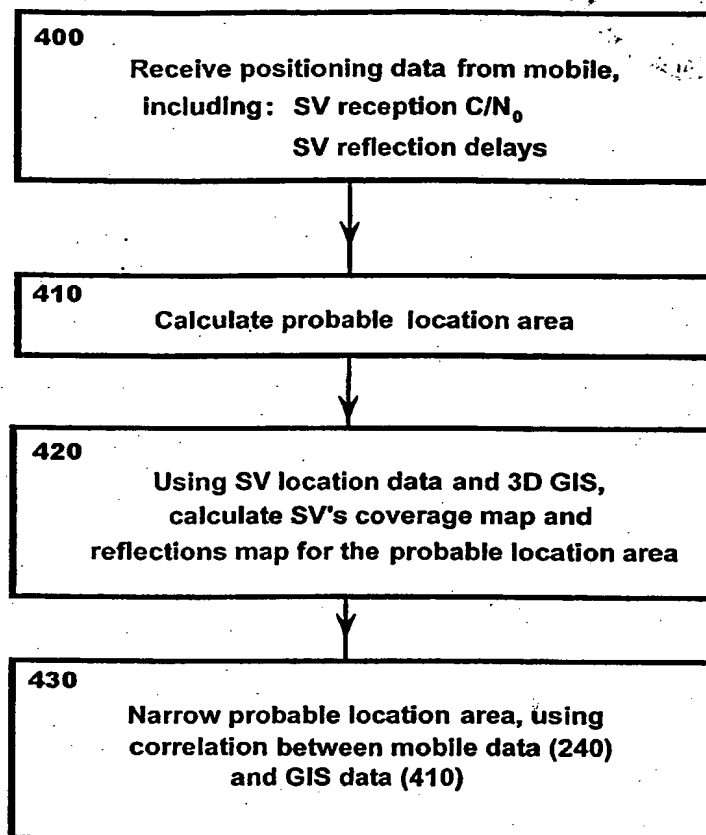 400
Receive positioning data from mobile,
including: SV reception C/N₀
SV reflection delays
410
Calculate probable location area
420
Using SV location data and 3D GIS,
calculate SV's coverage map and
reflections map for the probable location area
430
Narrow probable location area, using
correlation between mobile data (240)
and GIS data (410)